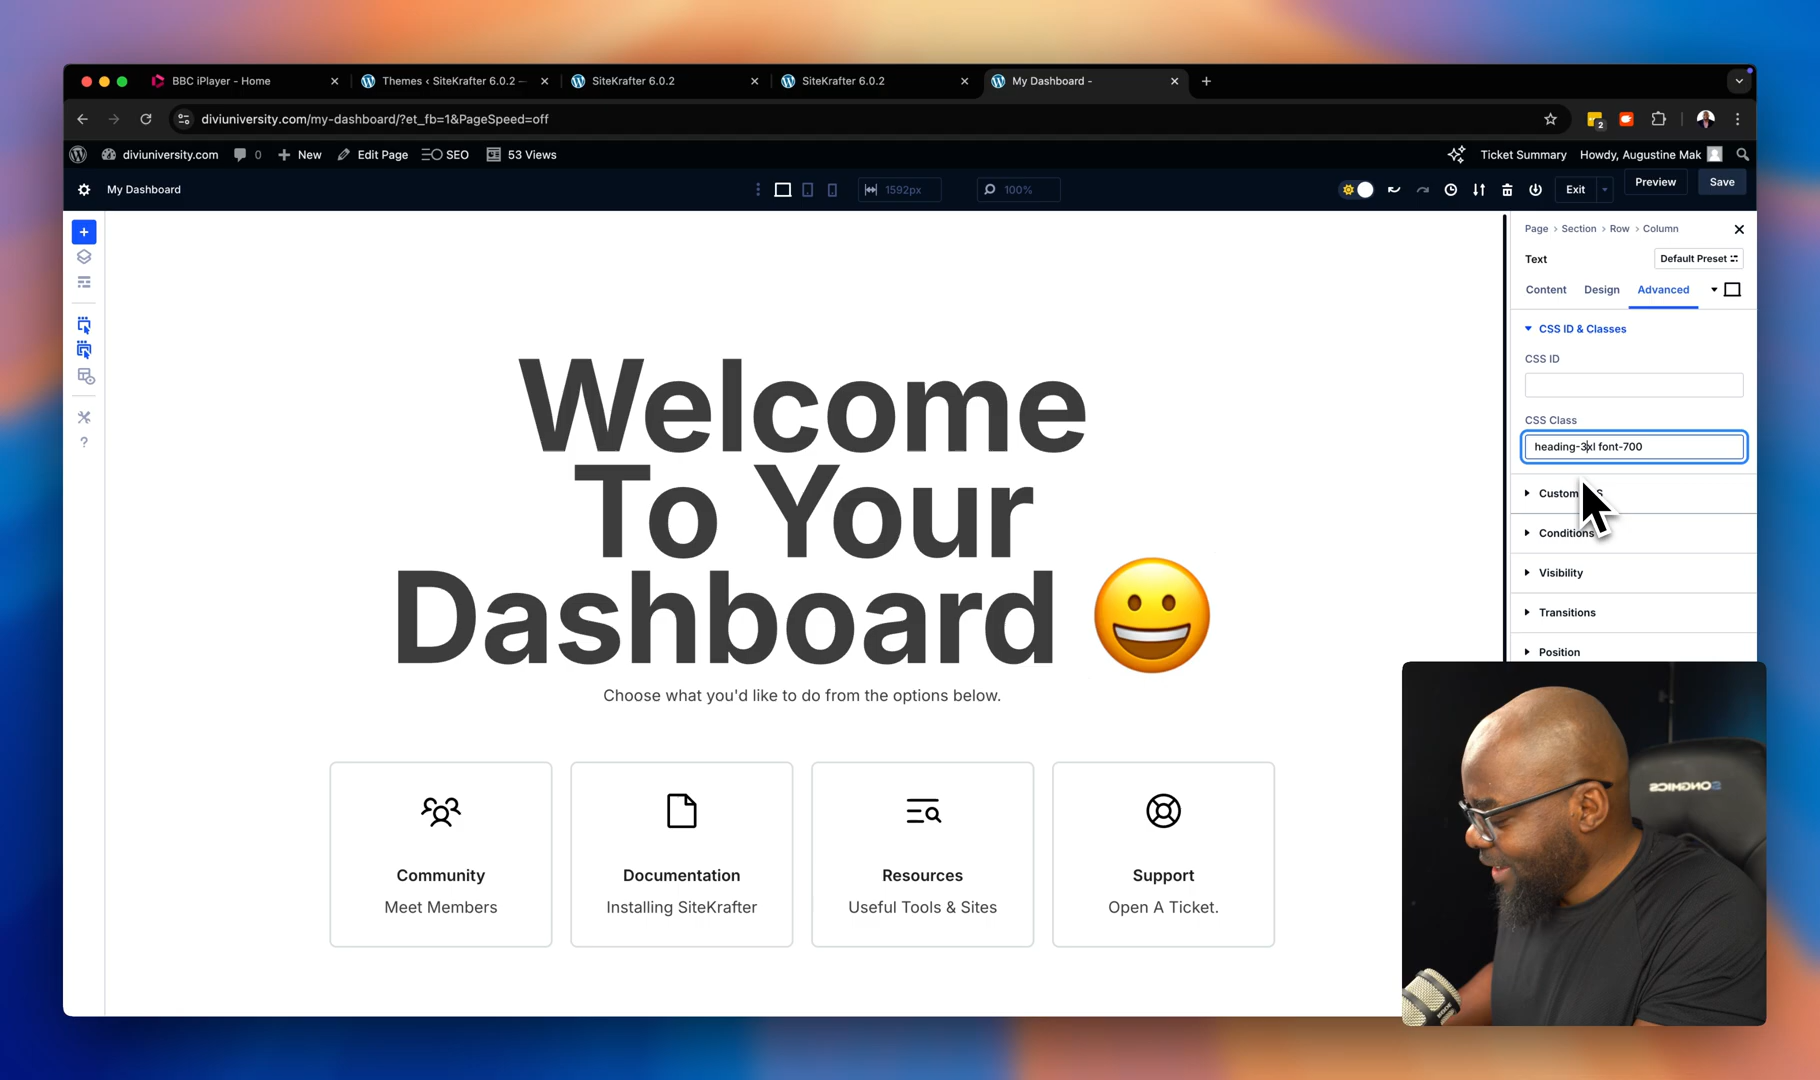 BBC iPlayer - Home
Themes ‹ SiteKrafter 6.0.2 —
SiteKrafter 6.0.2
SiteKrafter 6.0.2
My Dashboard -
diviuniversity.com/my-dashboard/?et_fb=1&PageSpeed=off
2
diviuniversity.com
0
New
Edit Page
SEO
53 Views
Ticket Summary
Howdy, Augustine Mak
My Dashboard
1592px
100%
Exit
Preview
Save
Page › Section › Row › Column
Text
Default Preset
Content
Design
Advanced
CSS ID & Classes
CSS ID
CSS Class
heading-3xl font-700
Conditions
Visibility
Transitions
Position
Welcome
To Your
Dashboard 😀
Choose what you'd like to do from the options below.
Community
Meet Members
Documentation
Installing SiteKrafter
Resources
Useful Tools & Sites
Support
Open A Ticket.
SONGMICS